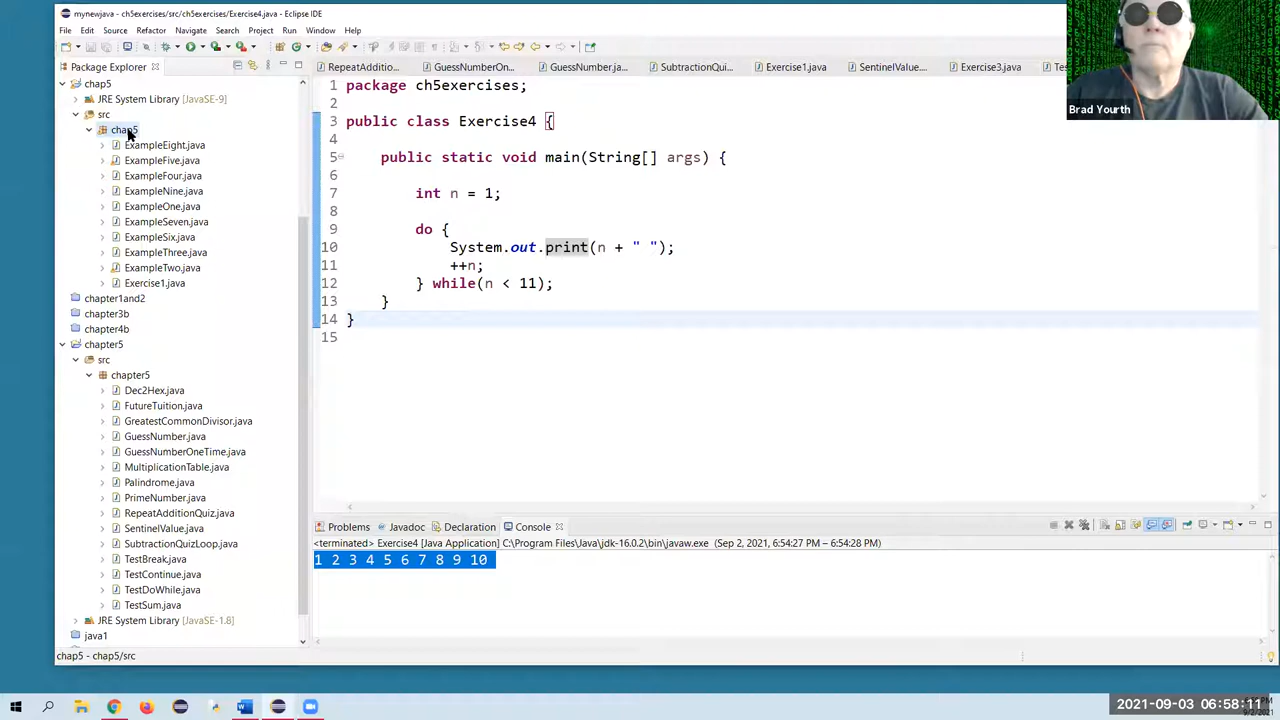 mynewjava - ch5exercises/src/ch5exercises/Exercise4.java - Eclipse IDE
File Edit Source Refactor Navigate Search Project Run Window Help
Package Explorer
chap5
JRE System Library [JavaSE-9]
src
chap5
ExampleEight.java
ExampleFive.java
ExampleFour.java
ExampleNine.java
ExampleOne.java
ExampleSeven.java
ExampleSix.java
ExampleThree.java
ExampleTwo.java
Exercise1.java
chapter1and2
chapter3b
chapter4b
chapter5
src
chapter5
Dec2Hex.java
FutureTuition.java
GreatestCommonDivisor.java
GuessNumber.java
GuessNumberOneTime.java
MultiplicationTable.java
Palindrome.java
PrimeNumber.java
RepeatAdditionQuiz.java
SentinelValue.java
SubtractionQuizLoop.java
TestBreak.java
TestContinue.java
TestDoWhile.java
TestSum.java
JRE System Library [JavaSE-1.8]
java1
chap5 - chap5/src
RepeatAdditio... GuessNumberOn... GuessNumber.ja... SubtractionQui... Exercise1.java SentinelValue.... Exercise3.java
1 package ch5exercises;
2
3 public class Exercise4 {
4
5 public static void main(String[] args) {
6
7 int n = 1;
8
9 do {
10 System.out.print(n + " ");
11 ++n;
12 } while(n < 11);
13 }
14 }
15
Problems Javadoc Declaration Console
<terminated> Exercise4 [Java Application] C:\Program Files\Java\jdk-16.0.2\bin\javaw.exe (Sep 2, 2021, 6:54:27 PM – 6:54:28 PM)
1 2 3 4 5 6 7 8 9 10
Brad Yourth
2021-09-03 06:58:11
9/2/2021